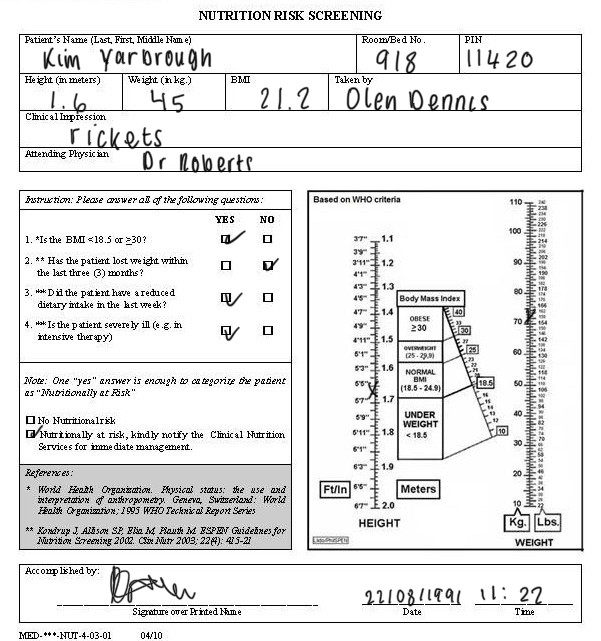 NUTRITION RISK SCREENING
Patient's Name (Last, First, Middle Name) Room/Bed No. PIN
Kim Yarbrough 918 11420
Height (in meters) Weight (in kg.) BMI Taken by
1.6 45 21.2 Olen Dennis
Clinical Impression
rickets
Attending Physician
Dr Roberts
Instruction: Please answer all of the following questions:
YES NO
1. *Is the BMI <18.5 or ≥30?
2. ** Has the patient lost weight within
the last three (3) months?
3. **Did the patient have a reduced
dietary intake in the last week?
4. **Is the patient severely ill (e.g. in
intensive therapy)
Note: One "yes" answer is enough to categorize the patient
as "Nutritionally at Risk"
No Nutritional risk
Nutritionally at risk, kindly notify the Clinical Nutrition
Services for immediate management.
References:
* World Health Organization. Physical status: the use and
interpretation of anthropometry. Geneva, Switzerland: World
Health Organization; 1995 WHO Technical Report Series
** Kondrup J, Allison SP, Elia M, Plauth M. ESPEN Guidelines for
Nutrition Screening 2002. Clin Nutr 2003; 22(4): 415-21
Based on WHO criteria
3'7" 1.1
3'9"
3'11" 1.2
4'1"
4'3" 1.3
4'5"
4'7" 1.4
4'9"
4'11" 1.5
5'1"
5'3" 1.6
5'5"
5'7" 1.7
5'9"
5'11" 1.8
6'1"
6'3" 1.9
6'5"
6'7" 2.0
Ft/in Meters
HEIGHT
Body Mass Index
OBESE
≥30
OVERWEIGHT
(25 - 29.9)
NORMAL
BMI
(18.5 - 24.9)
UNDER
WEIGHT
< 18.5
40
30
25
18.5
10
110
100
90
80
70
60
50
40
30
20
10
Kg. Lbs.
WEIGHT
Accomplished by:
22/08/1991 11:22
Signature over Printed Name Date Time
MED-***-NUT-4-03-01 04/10